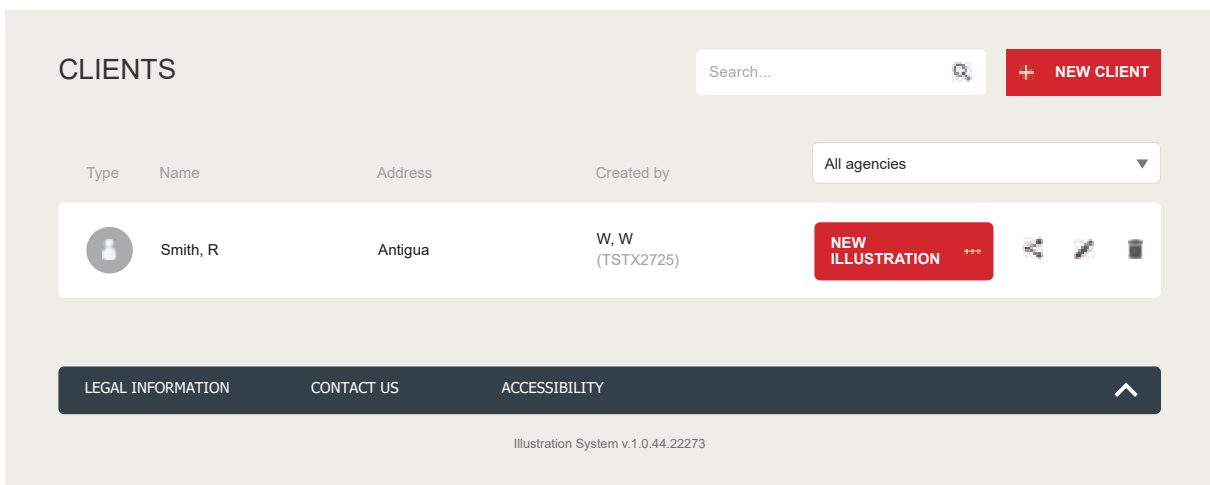 CLIENTS
Search...
NEW CLIENT
Type Name Address Created by All agencies
Smith, R Antigua W, W
(TSTX2725)
NEW
ILLUSTRATION
LEGAL INFORMATION CONTACT US ACCESSIBILITY
Illustration System v.1.0.44.22273